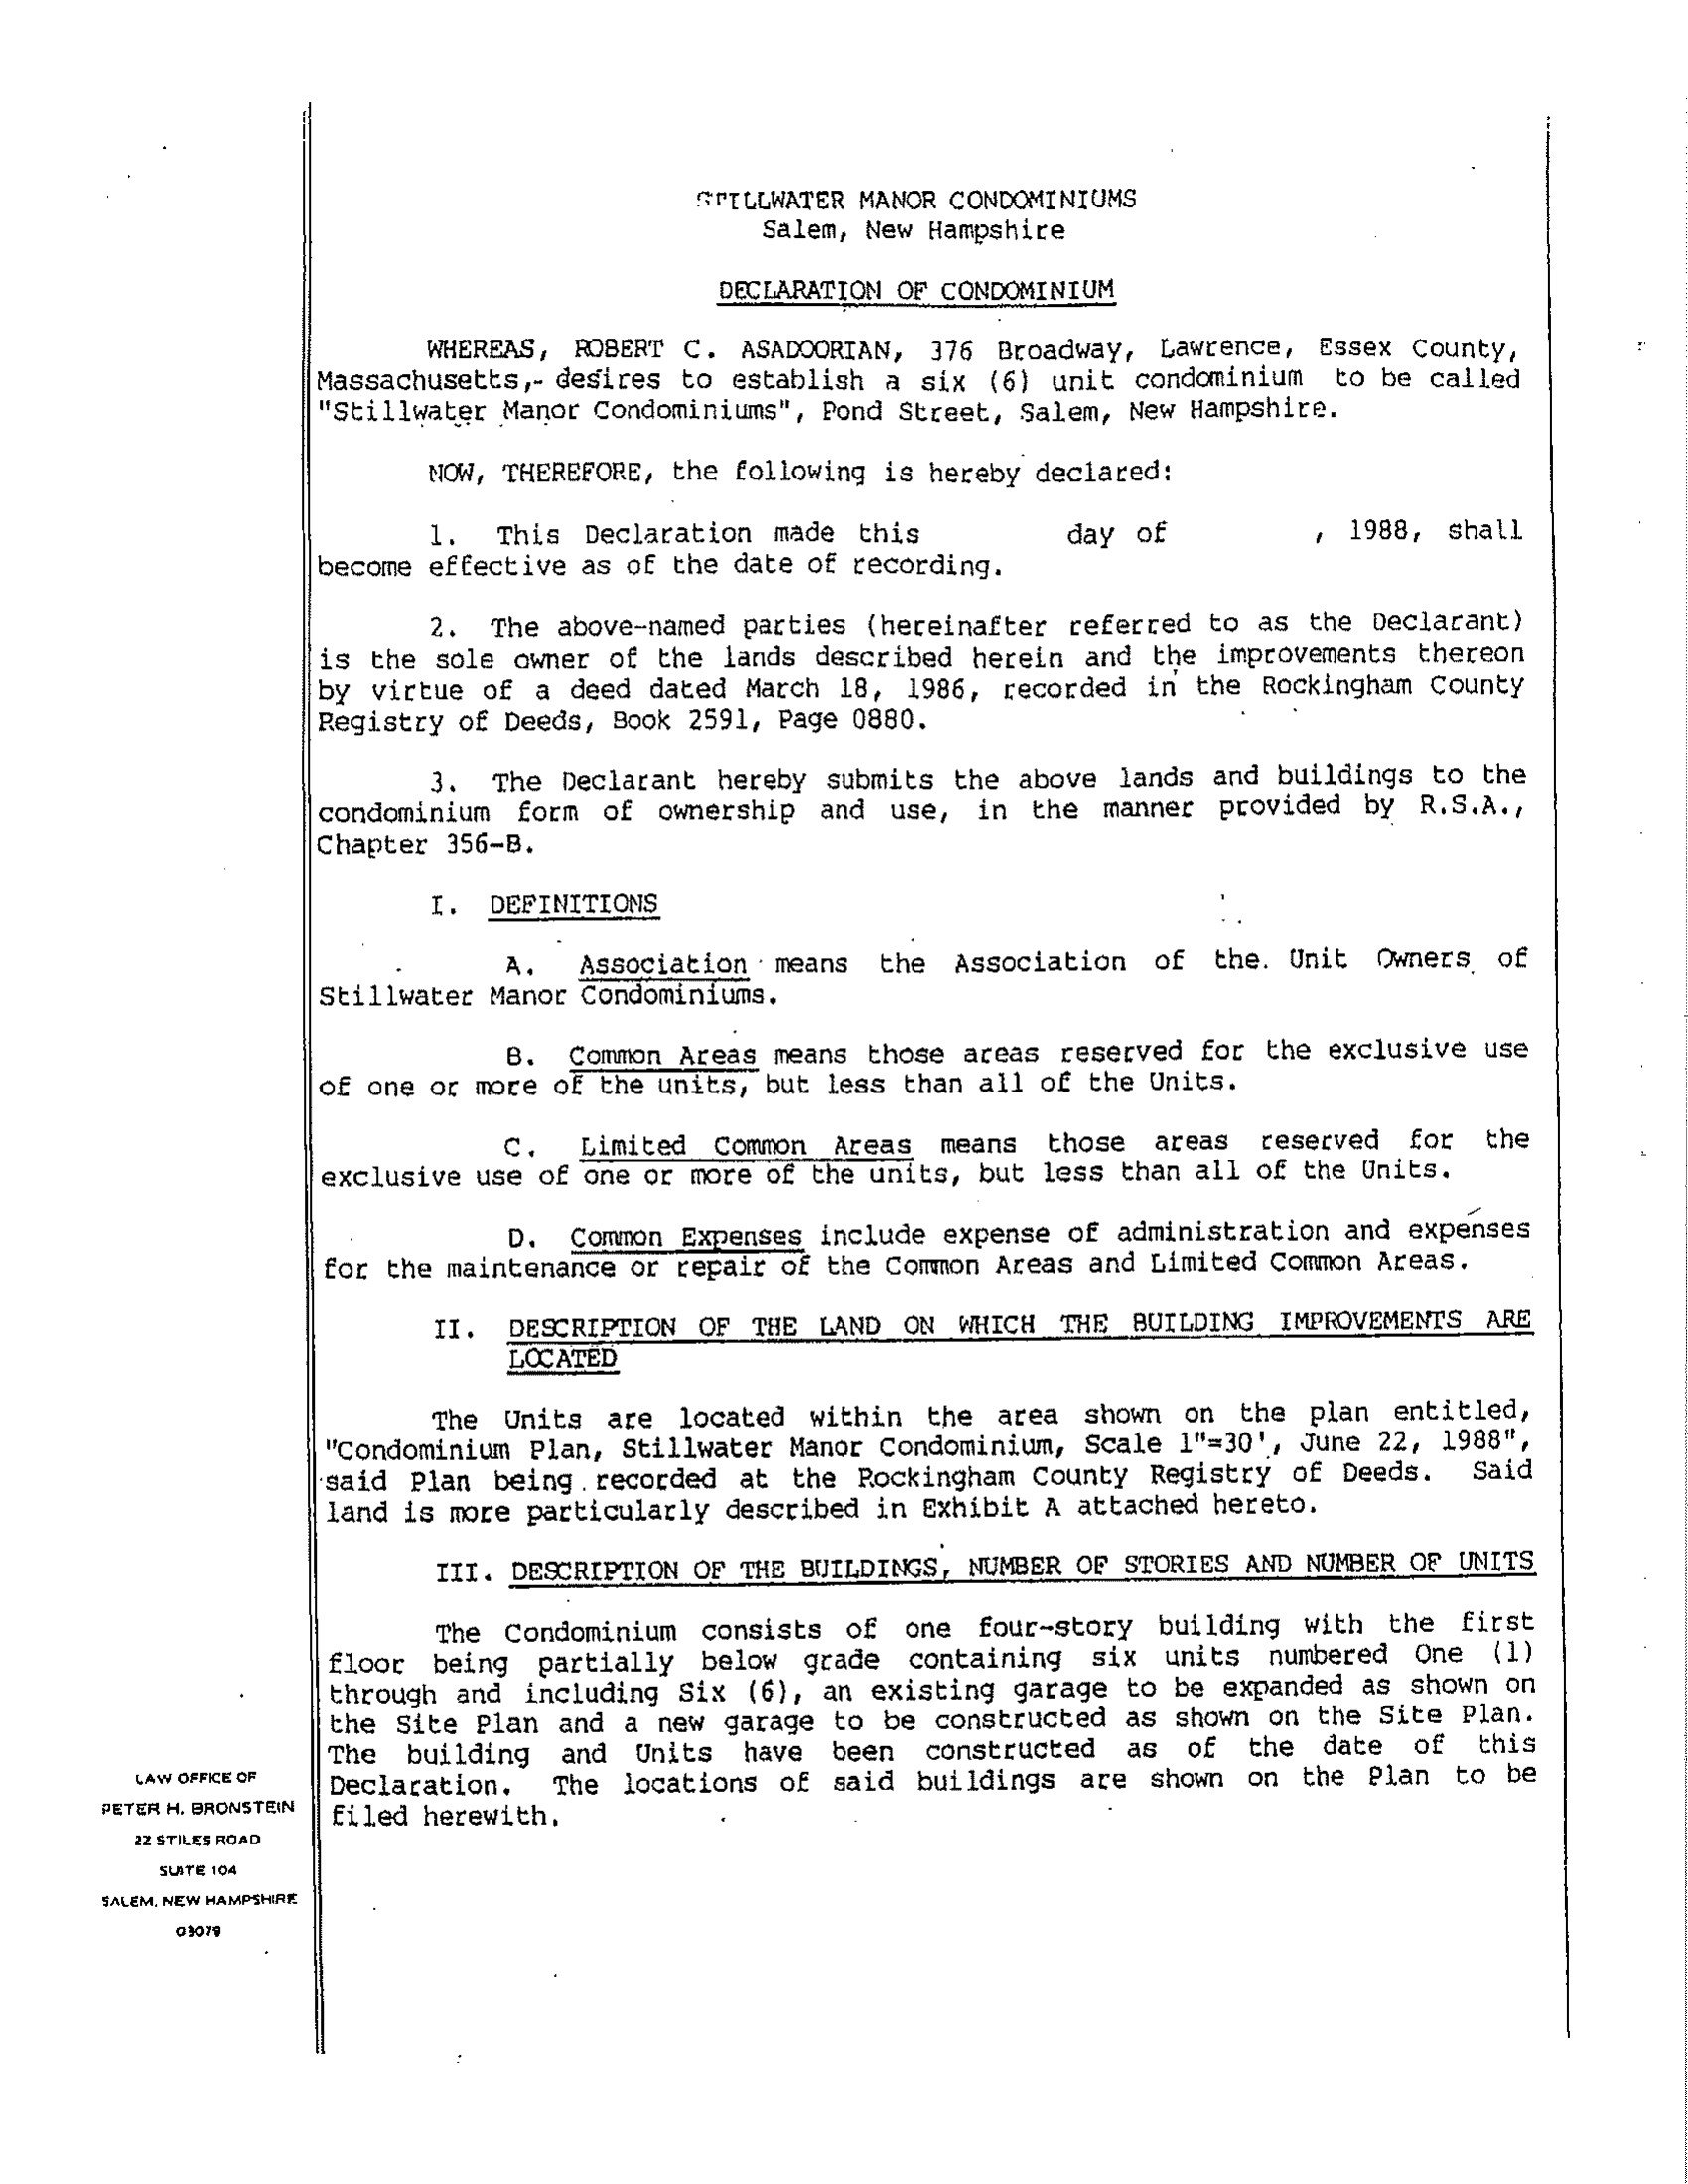 STILLWATER MANOR CONDOMINIUMS
Salem, New Hampshire
DECLARATION OF CONDOMINIUM
WHEREAS, ROBERT C. ASADOORIAN, 376 Broadway, Lawrence, Essex County,
Massachusetts, desires to establish a six (6) unit condominium to be called
"Stillwater Manor Condominiums", Pond Street, Salem, New Hampshire.
NOW, THEREFORE, the following is hereby declared:
1. This Declaration made this day of , 1988, shall
become effective as of the date of recording.
2. The above-named parties (hereinafter referred to as the Declarant)
is the sole owner of the lands described herein and the improvements thereon
by virtue of a deed dated March 18, 1986, recorded in the Rockingham County
Registry of Deeds, Book 2591, Page 0880.
3. The Declarant hereby submits the above lands and buildings to the
condominium form of ownership and use, in the manner provided by R.S.A.,
Chapter 356-B.
I. DEFINITIONS
A. Association means the Association of the Unit Owners of
Stillwater Manor Condominiums.
B. Common Areas means those areas reserved for the exclusive use
of one or more of the units, but less than all of the Units.
C. Limited Common Areas means those areas reserved for the
exclusive use of one or more of the units, but less than all of the Units.
D. Common Expenses include expense of administration and expenses
for the maintenance or repair of the Common Areas and Limited Common Areas.
II. DESCRIPTION OF THE LAND ON WHICH THE BUILDING IMPROVEMENTS ARE
LOCATED
The Units are located within the area shown on the plan entitled,
"Condominium Plan, Stillwater Manor Condominium, Scale 1"=30', June 22, 1988",
said Plan being recorded at the Rockingham County Registry of Deeds. Said
land is more particularly described in Exhibit A attached hereto.
III. DESCRIPTION OF THE BUILDINGS, NUMBER OF STORIES AND NUMBER OF UNITS
The Condominium consists of one four-story building with the first
floor being partially below grade containing six units numbered One (1)
through and including Six (6), an existing garage to be expanded as shown on
the Site Plan and a new garage to be constructed as shown on the Site Plan.
The building and Units have been constructed as of the date of this
Declaration. The locations of said buildings are shown on the Plan to be
filed herewith.
LAW OFFICE OF
PETER H. BRONSTEIN
22 STILES ROAD
SUITE 104
SALEM, NEW HAMPSHIRE
03079